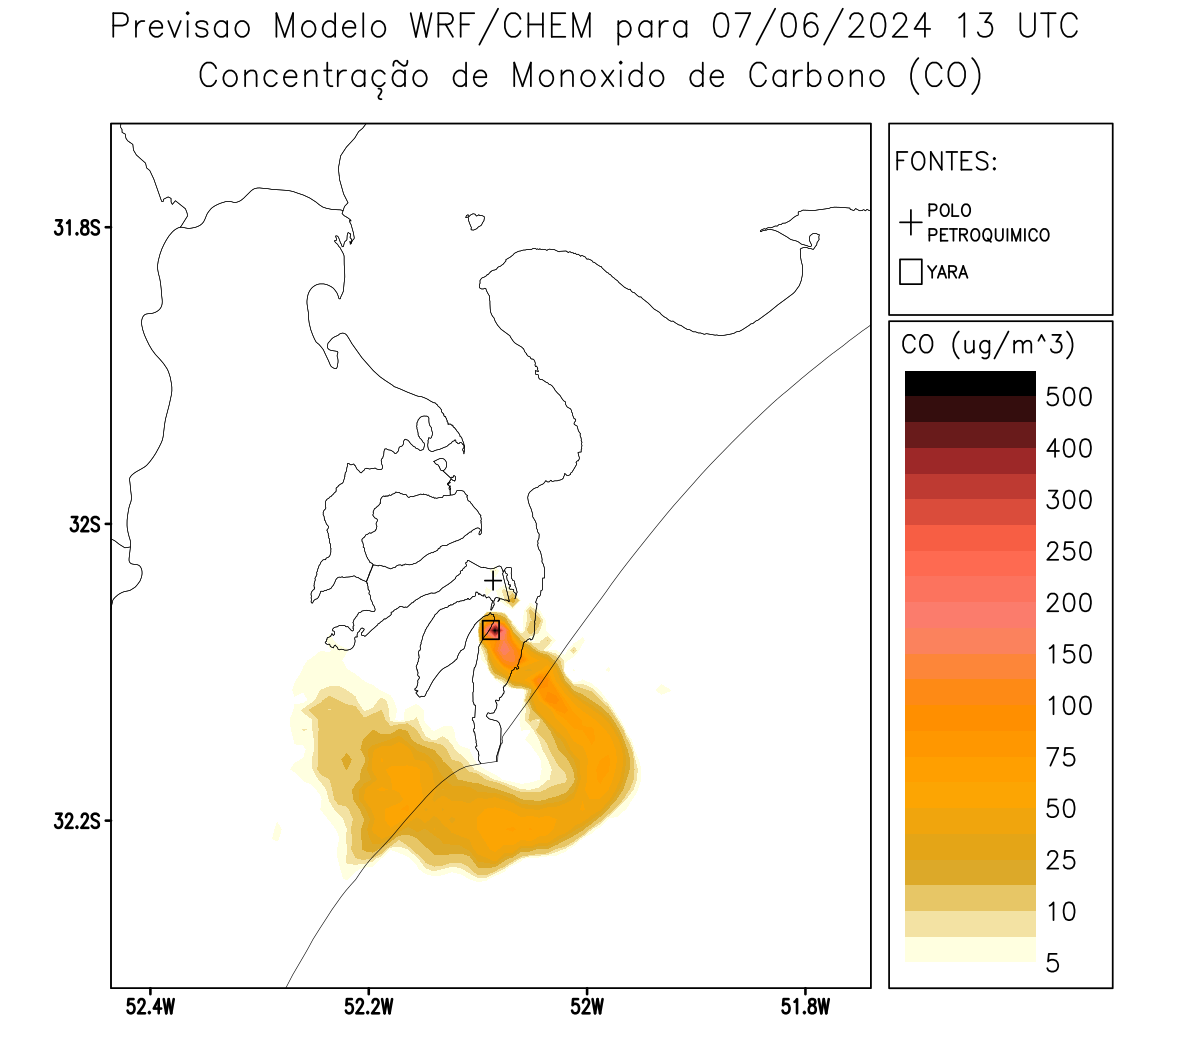 Previsao Modelo WRF/CHEM para 07/06/2024 13 UTC
Concentração de Monoxido de Carbono (CO)
FONTES:
POLO
PETROQUIMICO
YARA
CO (ug/m^3)
500
400
300
250
200
150
100
75
50
25
10
5
31.8S
32S
32.2S
52.4W
52.2W
52W
51.8W